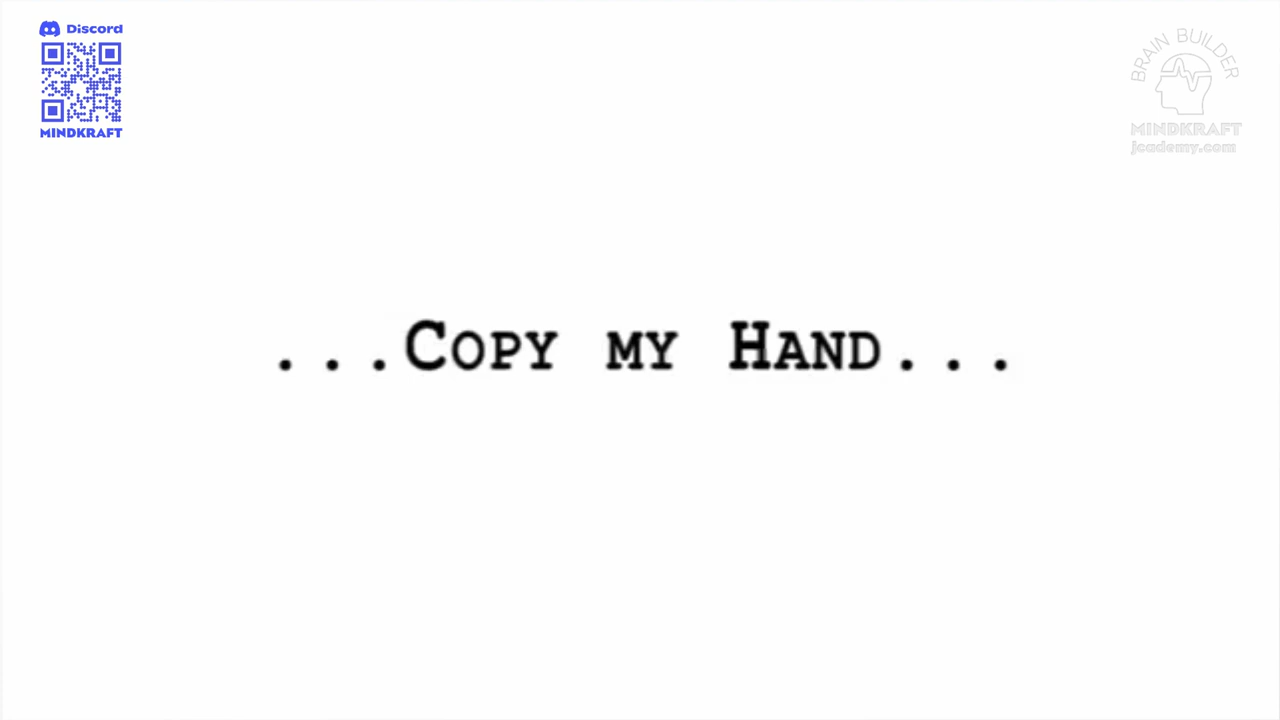 Discord
MINDKRAFT
BRAIN BUILDER
MINDKRAFT
jcademy.com
...COPY MY HAND...